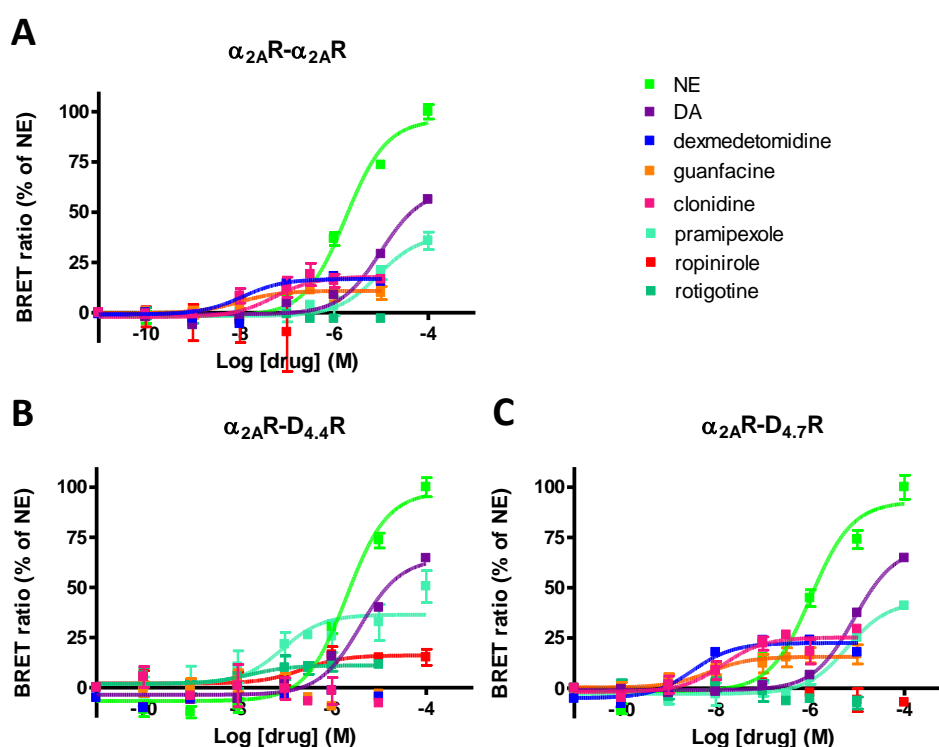 A
α2AR-α2AR
BRET ratio (% of NE)
100
75
50
25
0
-10
-8
-6
-4
Log [drug] (M)
NE
DA
dexmedetomidine
guanfacine
clonidine
pramipexole
ropinirole
rotigotine
B
α2AR-D4.4R
BRET ratio (% of NE)
100
75
50
25
0
-10
-8
-6
-4
Log [drug] (M)
C
α2AR-D4.7R
BRET ratio (% of NE)
100
75
50
25
0
-10
-8
-6
-4
Log [drug] (M)